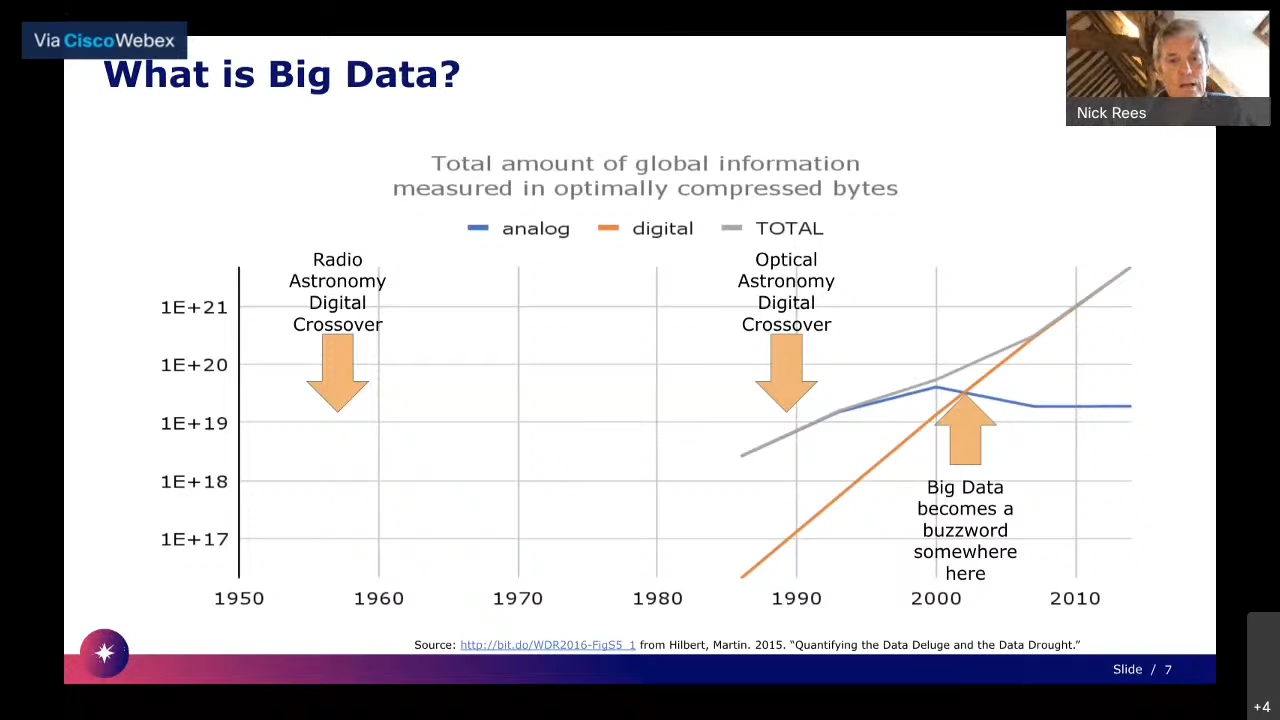 Via Cisco Webex
What is Big Data?
Nick Rees
Total amount of global information
measured in optimally compressed bytes
analog digital TOTAL
Radio
Astronomy
Digital
Crossover
Optical
Astronomy
Digital
Crossover
1E+21
1E+20
1E+19
1E+18
1E+17
Big Data
becomes a
buzzword
somewhere
here
1950 1960 1970 1980 1990 2000 2010
Source: http://bit.do/WDR2016-FigS5_1 from Hilbert, Martin. 2015. “Quantifying the Data Deluge and the Data Drought.”
Slide / 7
+4